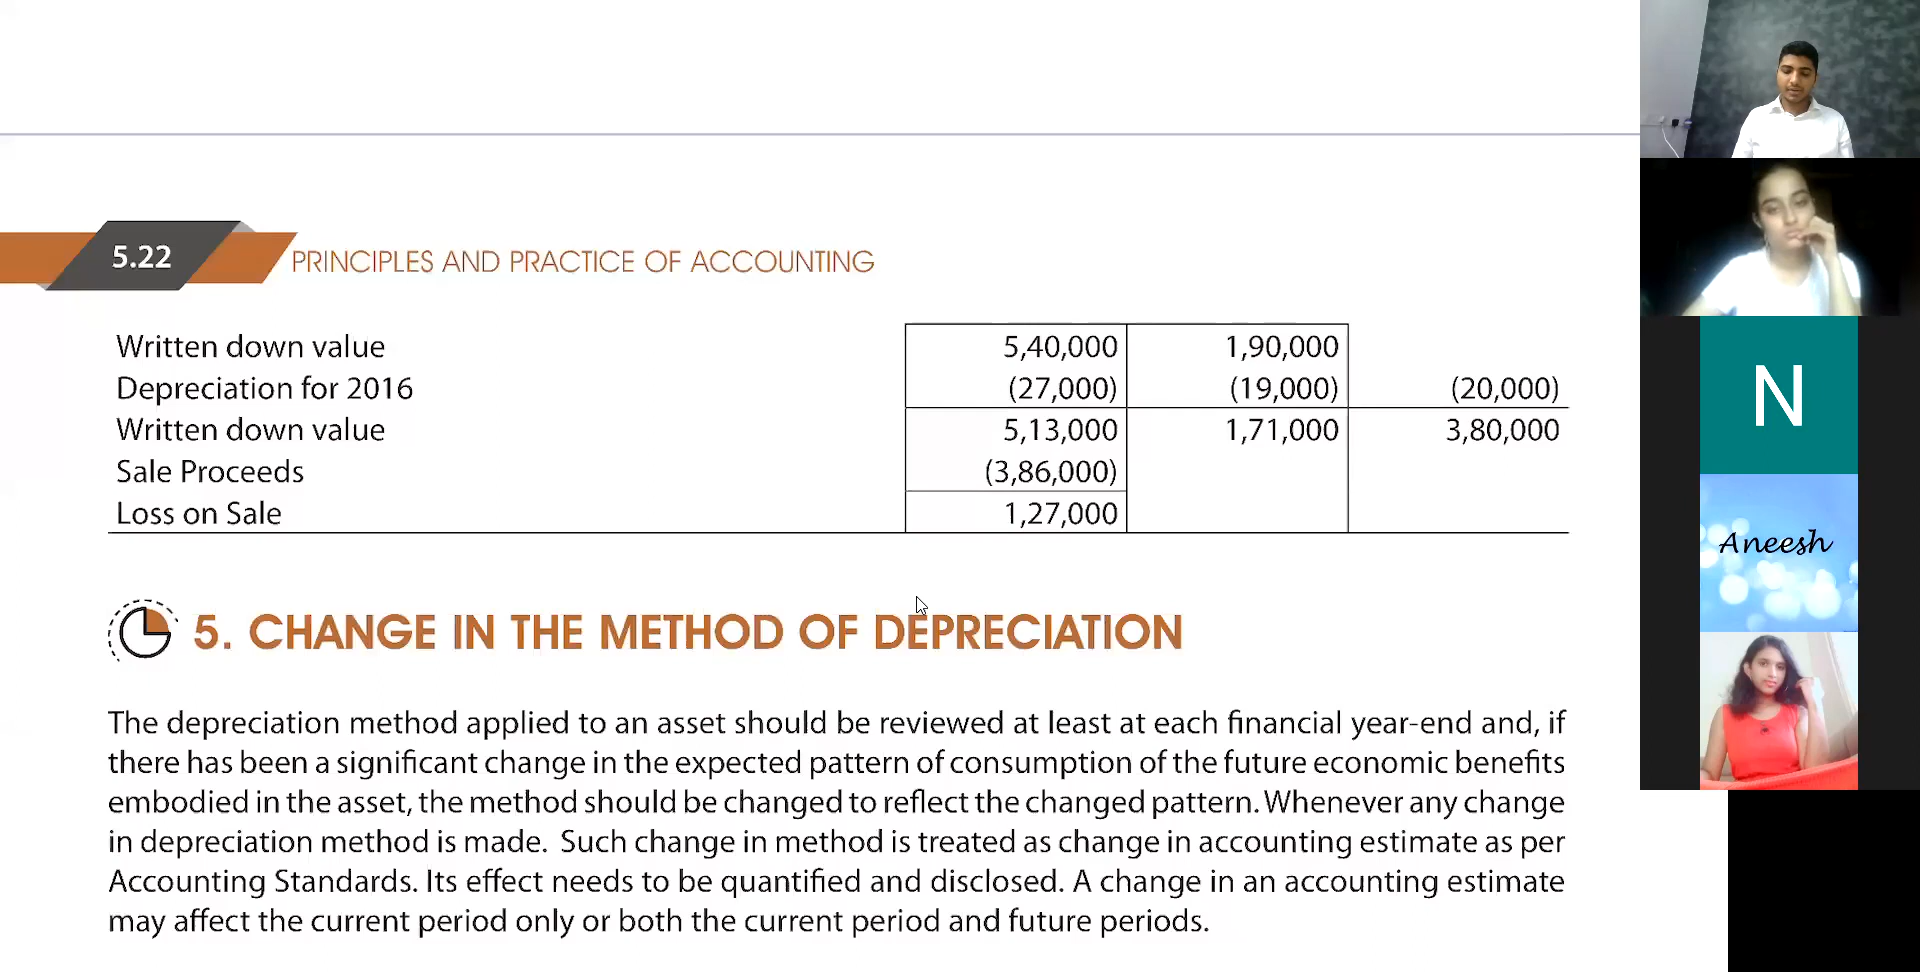 5.22 PRINCIPLES AND PRACTICE OF ACCOUNTING
Written down value 5,40,000 1,90,000
Depreciation for 2016 (27,000) (19,000) (20,000)
Written down value 5,13,000 1,71,000 3,80,000
Sale Proceeds (3,86,000)
Loss on Sale 1,27,000
5. CHANGE IN THE METHOD OF DEPRECIATION
The depreciation method applied to an asset should be reviewed at least at each financial year-end and, if
there has been a significant change in the expected pattern of consumption of the future economic benefits
embodied in the asset, the method should be changed to reflect the changed pattern. Whenever any change
in depreciation method is made. Such change in method is treated as change in accounting estimate as per
Accounting Standards. Its effect needs to be quantified and disclosed. A change in an accounting estimate
may affect the current period only or both the current period and future periods.
N
Aneesh